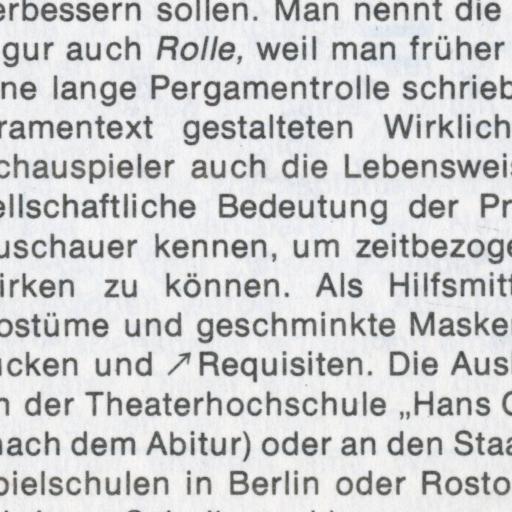 erbessern sollen. Man nennt die
gur auch Rolle, weil man früher
ne lange Pergamentrolle schrieb
ramentext gestalteten Wirklich
chauspieler auch die Lebensweis
ellschaftliche Bedeutung der Pr
uschauer kennen, um zeitbezoge
irken zu können. Als Hilfsmitt
ostüme und geschminkte Masken
ücken und ↗Requisiten. Die Aus
n der Theaterhochschule „Hans O
nach dem Abitur) oder an den Staa
pielschulen in Berlin oder Rosto